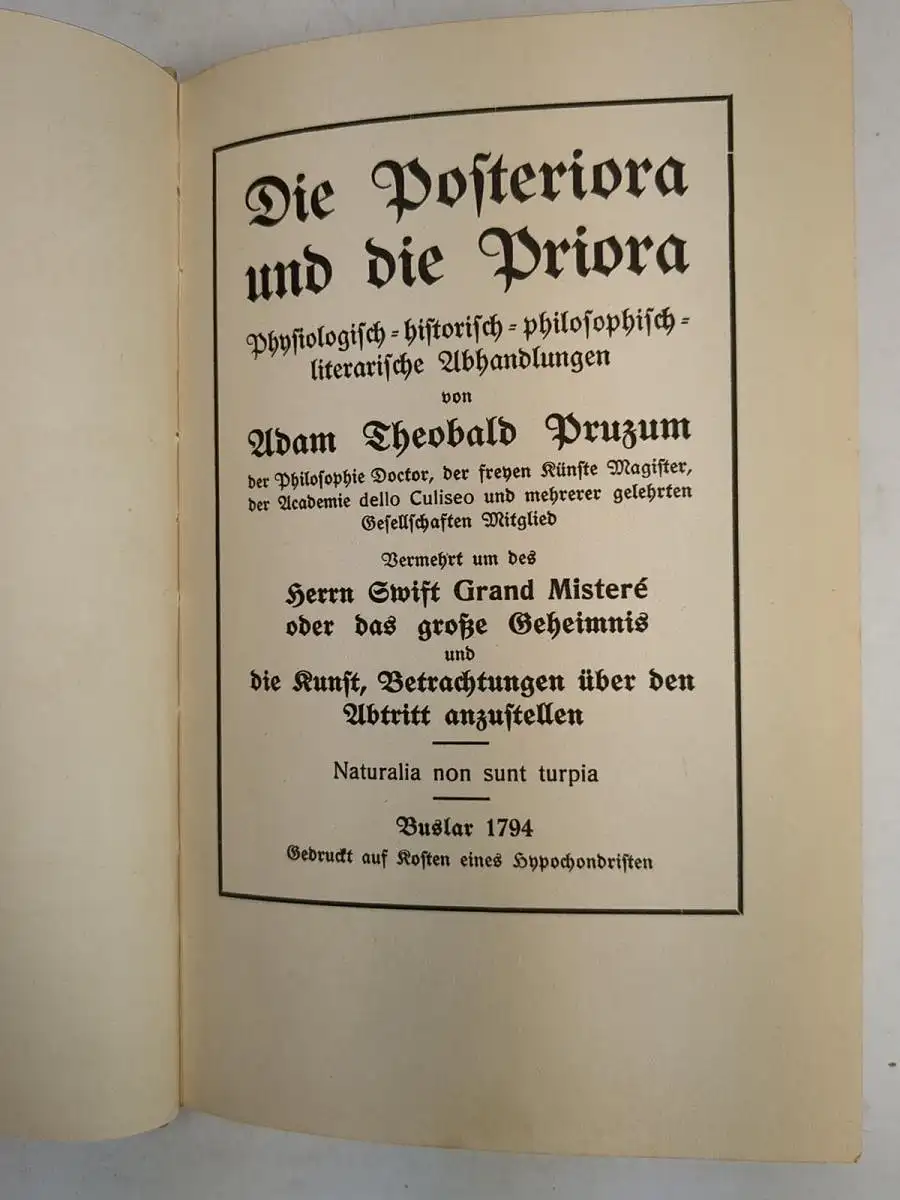 Die Posteriora
und die Priora
Physiologisch-historisch-philosophisch-
literarische Abhandlungen
von
Adam Theobald Pruzum
der Philosophie Doctor, der freyen Künste Magister,
der Academie dello Culiseo und mehrerer gelehrten
Gesellschaften Mitglied
Vermehrt um des
Herrn Swift Grand Misteré
oder das große Geheimnis
und
die Kunst, Betrachtungen über den
Abtritt anzustellen
Naturalia non sunt turpia
Buslar 1794
Gedruckt auf Kosten eines Hypochondristen